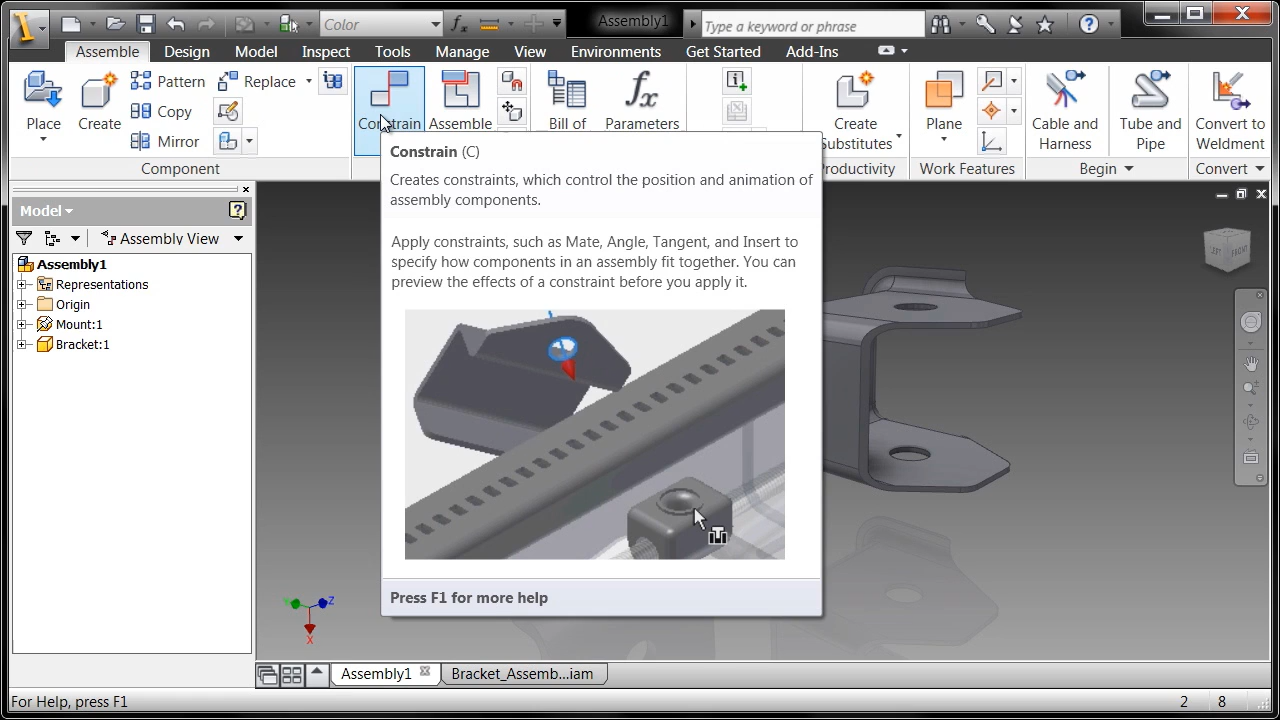 Color
Assembly1
Type a keyword or phrase
Assemble
Design
Model
Inspect
Tools
Manage
View
Environments
Get Started
Add-Ins
Place
Create
Pattern
Copy
Mirror
Replace
Component
Constrain
Assemble
Bill of
Parameters
Create
Substitutes
Productivity
Plane
Work Features
Cable and
Harness
Tube and
Pipe
Begin
Convert to
Weldment
Convert
Model
Assembly View
Assembly1
Representations
Origin
Mount:1
Bracket:1
Constrain (C)
Creates constraints, which control the position and animation of
assembly components.
Apply constraints, such as Mate, Angle, Tangent, and Insert to
specify how components in an assembly fit together. You can
preview the effects of a constraint before you apply it.
Press F1 for more help
LEFT
FRONT
Y
Z
X
Assembly1
Bracket_Assemb...iam
For Help, press F1
2
8